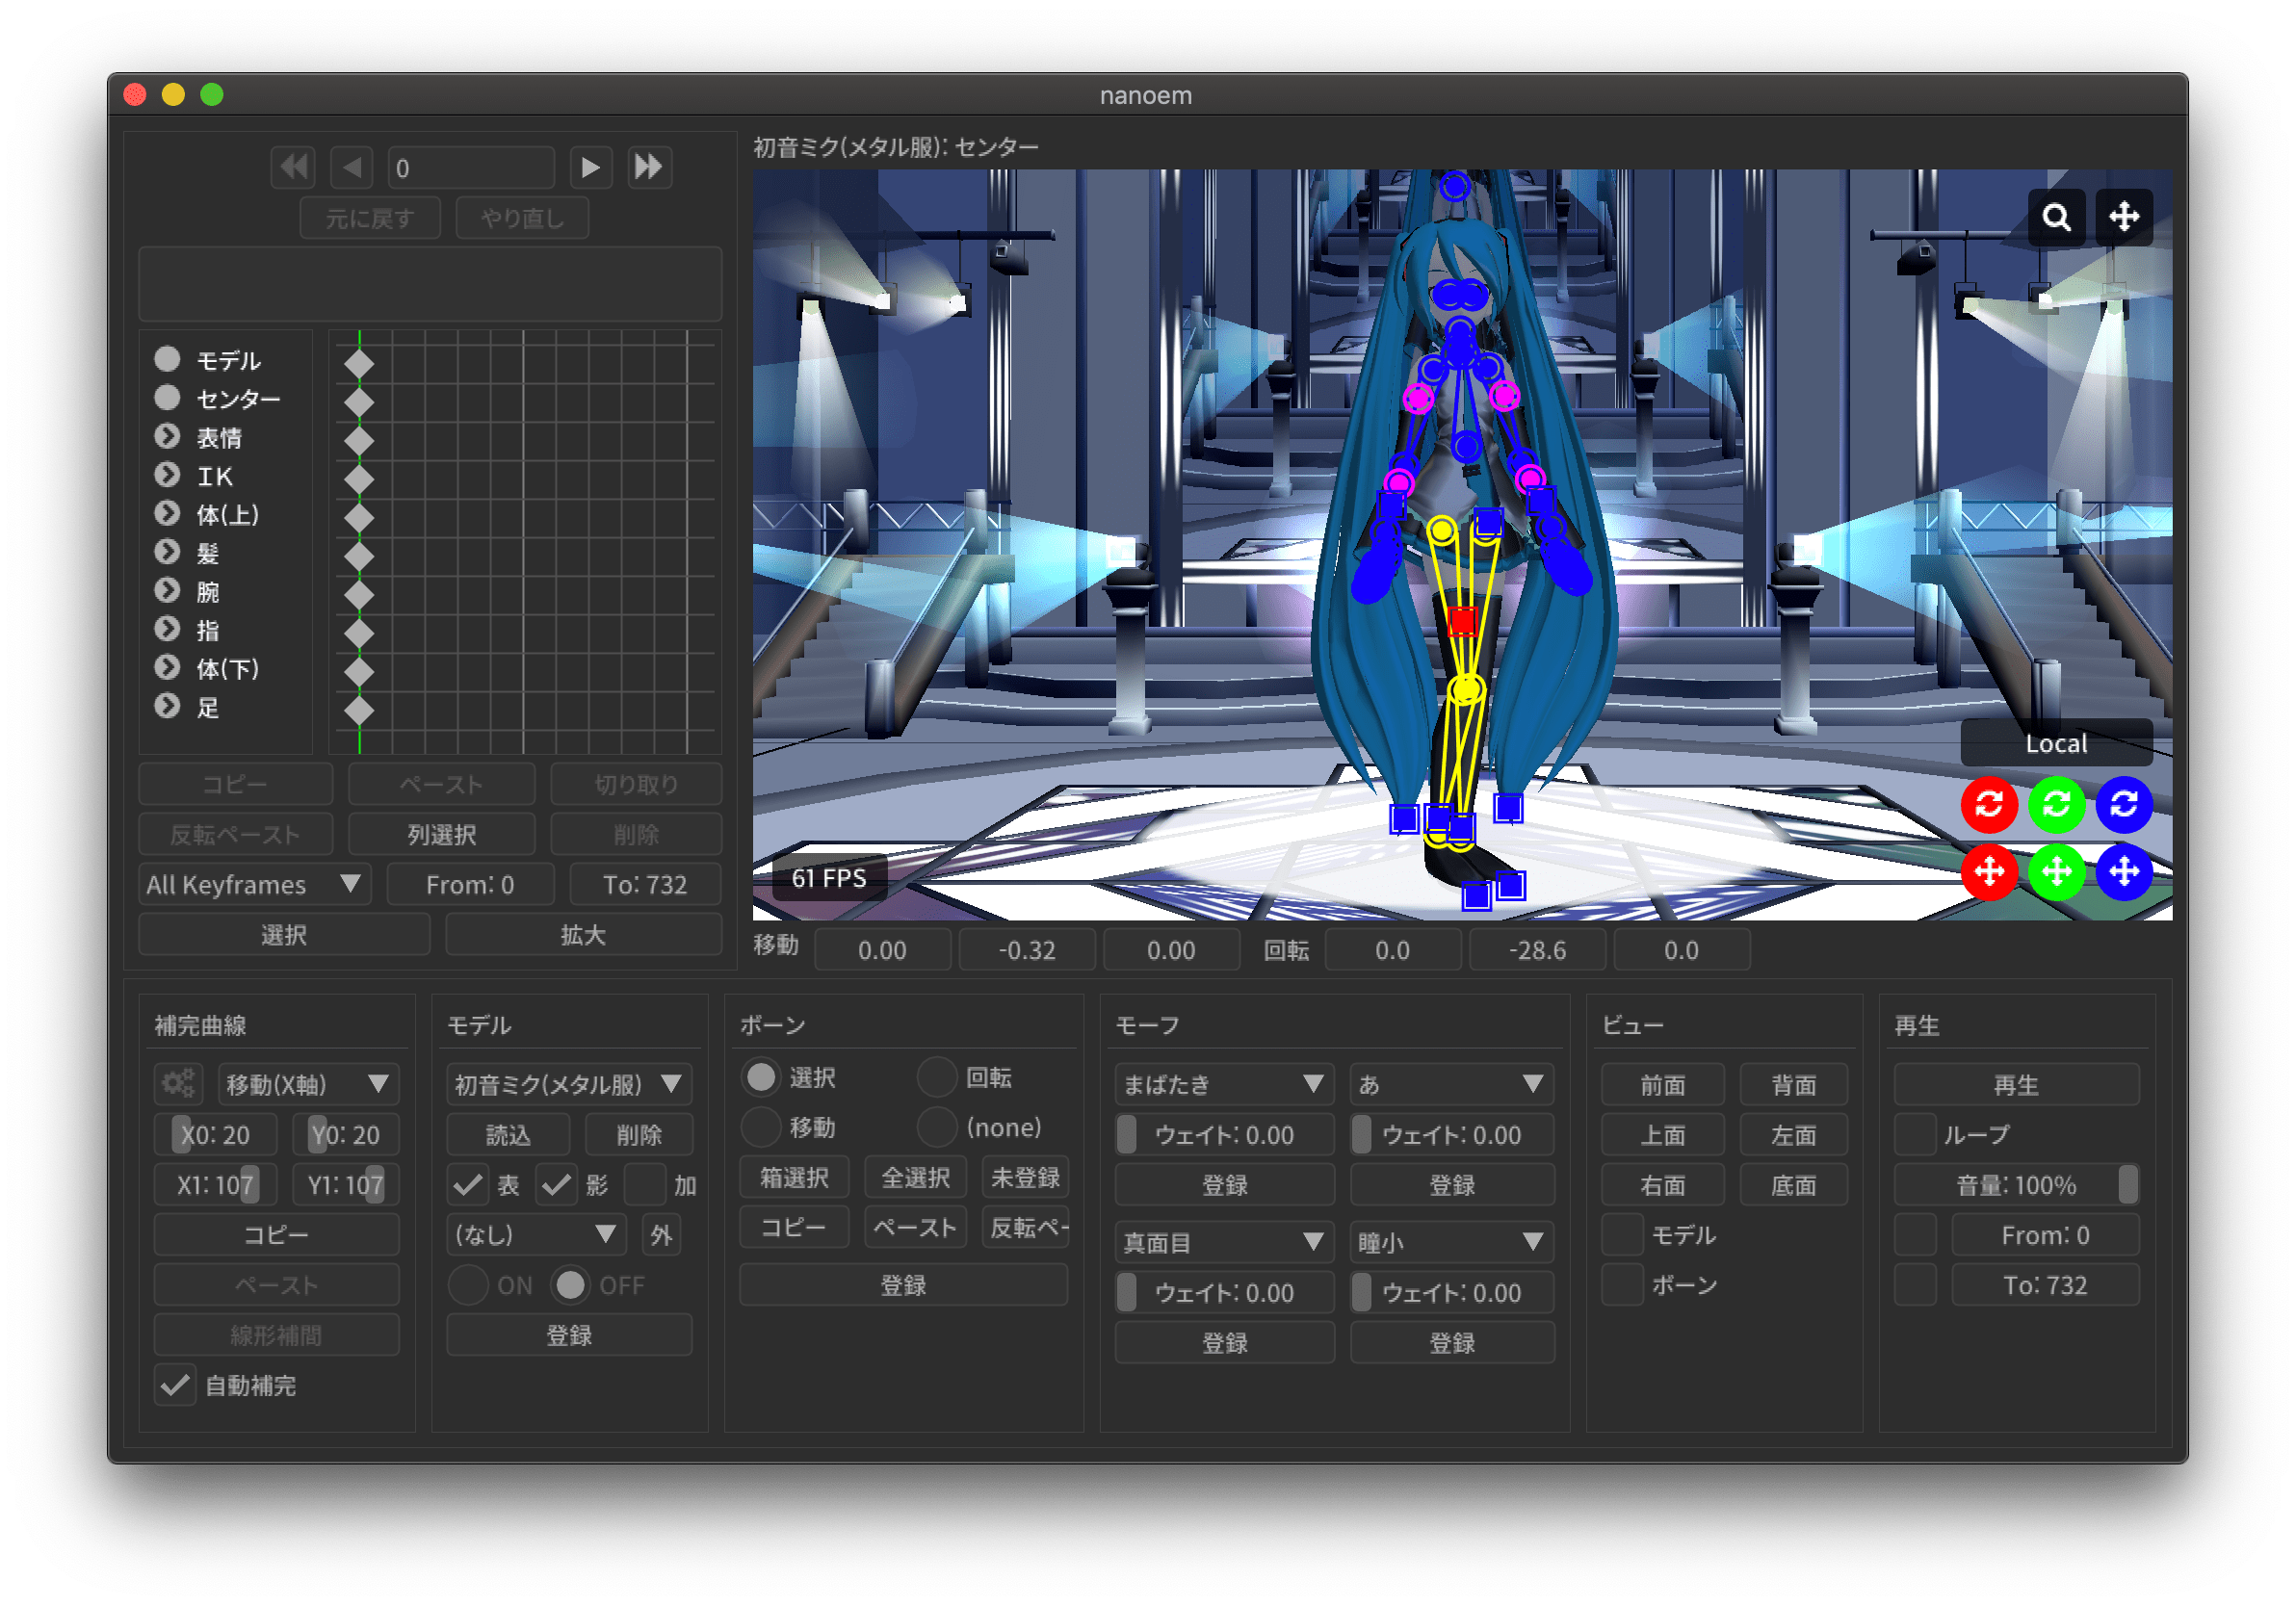 nanoem
0
元に戻す やり直し
モデル
センター
表情
IK
体(上)
髪
腕
指
体(下)
足
コピー ペースト 切り取り
反転ペースト 列選択 削除
All Keyframes From: 0 To: 732
選択 拡大
初音ミク(メタル服): センター
Local
61 FPS
移動 0.00 -0.32 0.00 回転 0.0 -28.6 0.0
補完曲線
移動(X軸)
X0: 20 Y0: 20
X1: 107 Y1: 107
コピー
ペースト
線形補間
自動補完
モデル
初音ミク(メタル服)
読込 削除
表 影 加
(なし) 外
ON OFF
登録
ボーン
選択 回転
移動 (none)
箱選択 全選択 未登録
コピー ペースト 反転ペー
登録
モーフ
まばたき あ
ウェイト: 0.00 ウェイト: 0.00
登録 登録
真面目 瞳小
ウェイト: 0.00 ウェイト: 0.00
登録 登録
ビュー
前面 背面
上面 左面
右面 底面
モデル
ボーン
再生
再生
ループ
音量: 100%
From: 0
To: 732